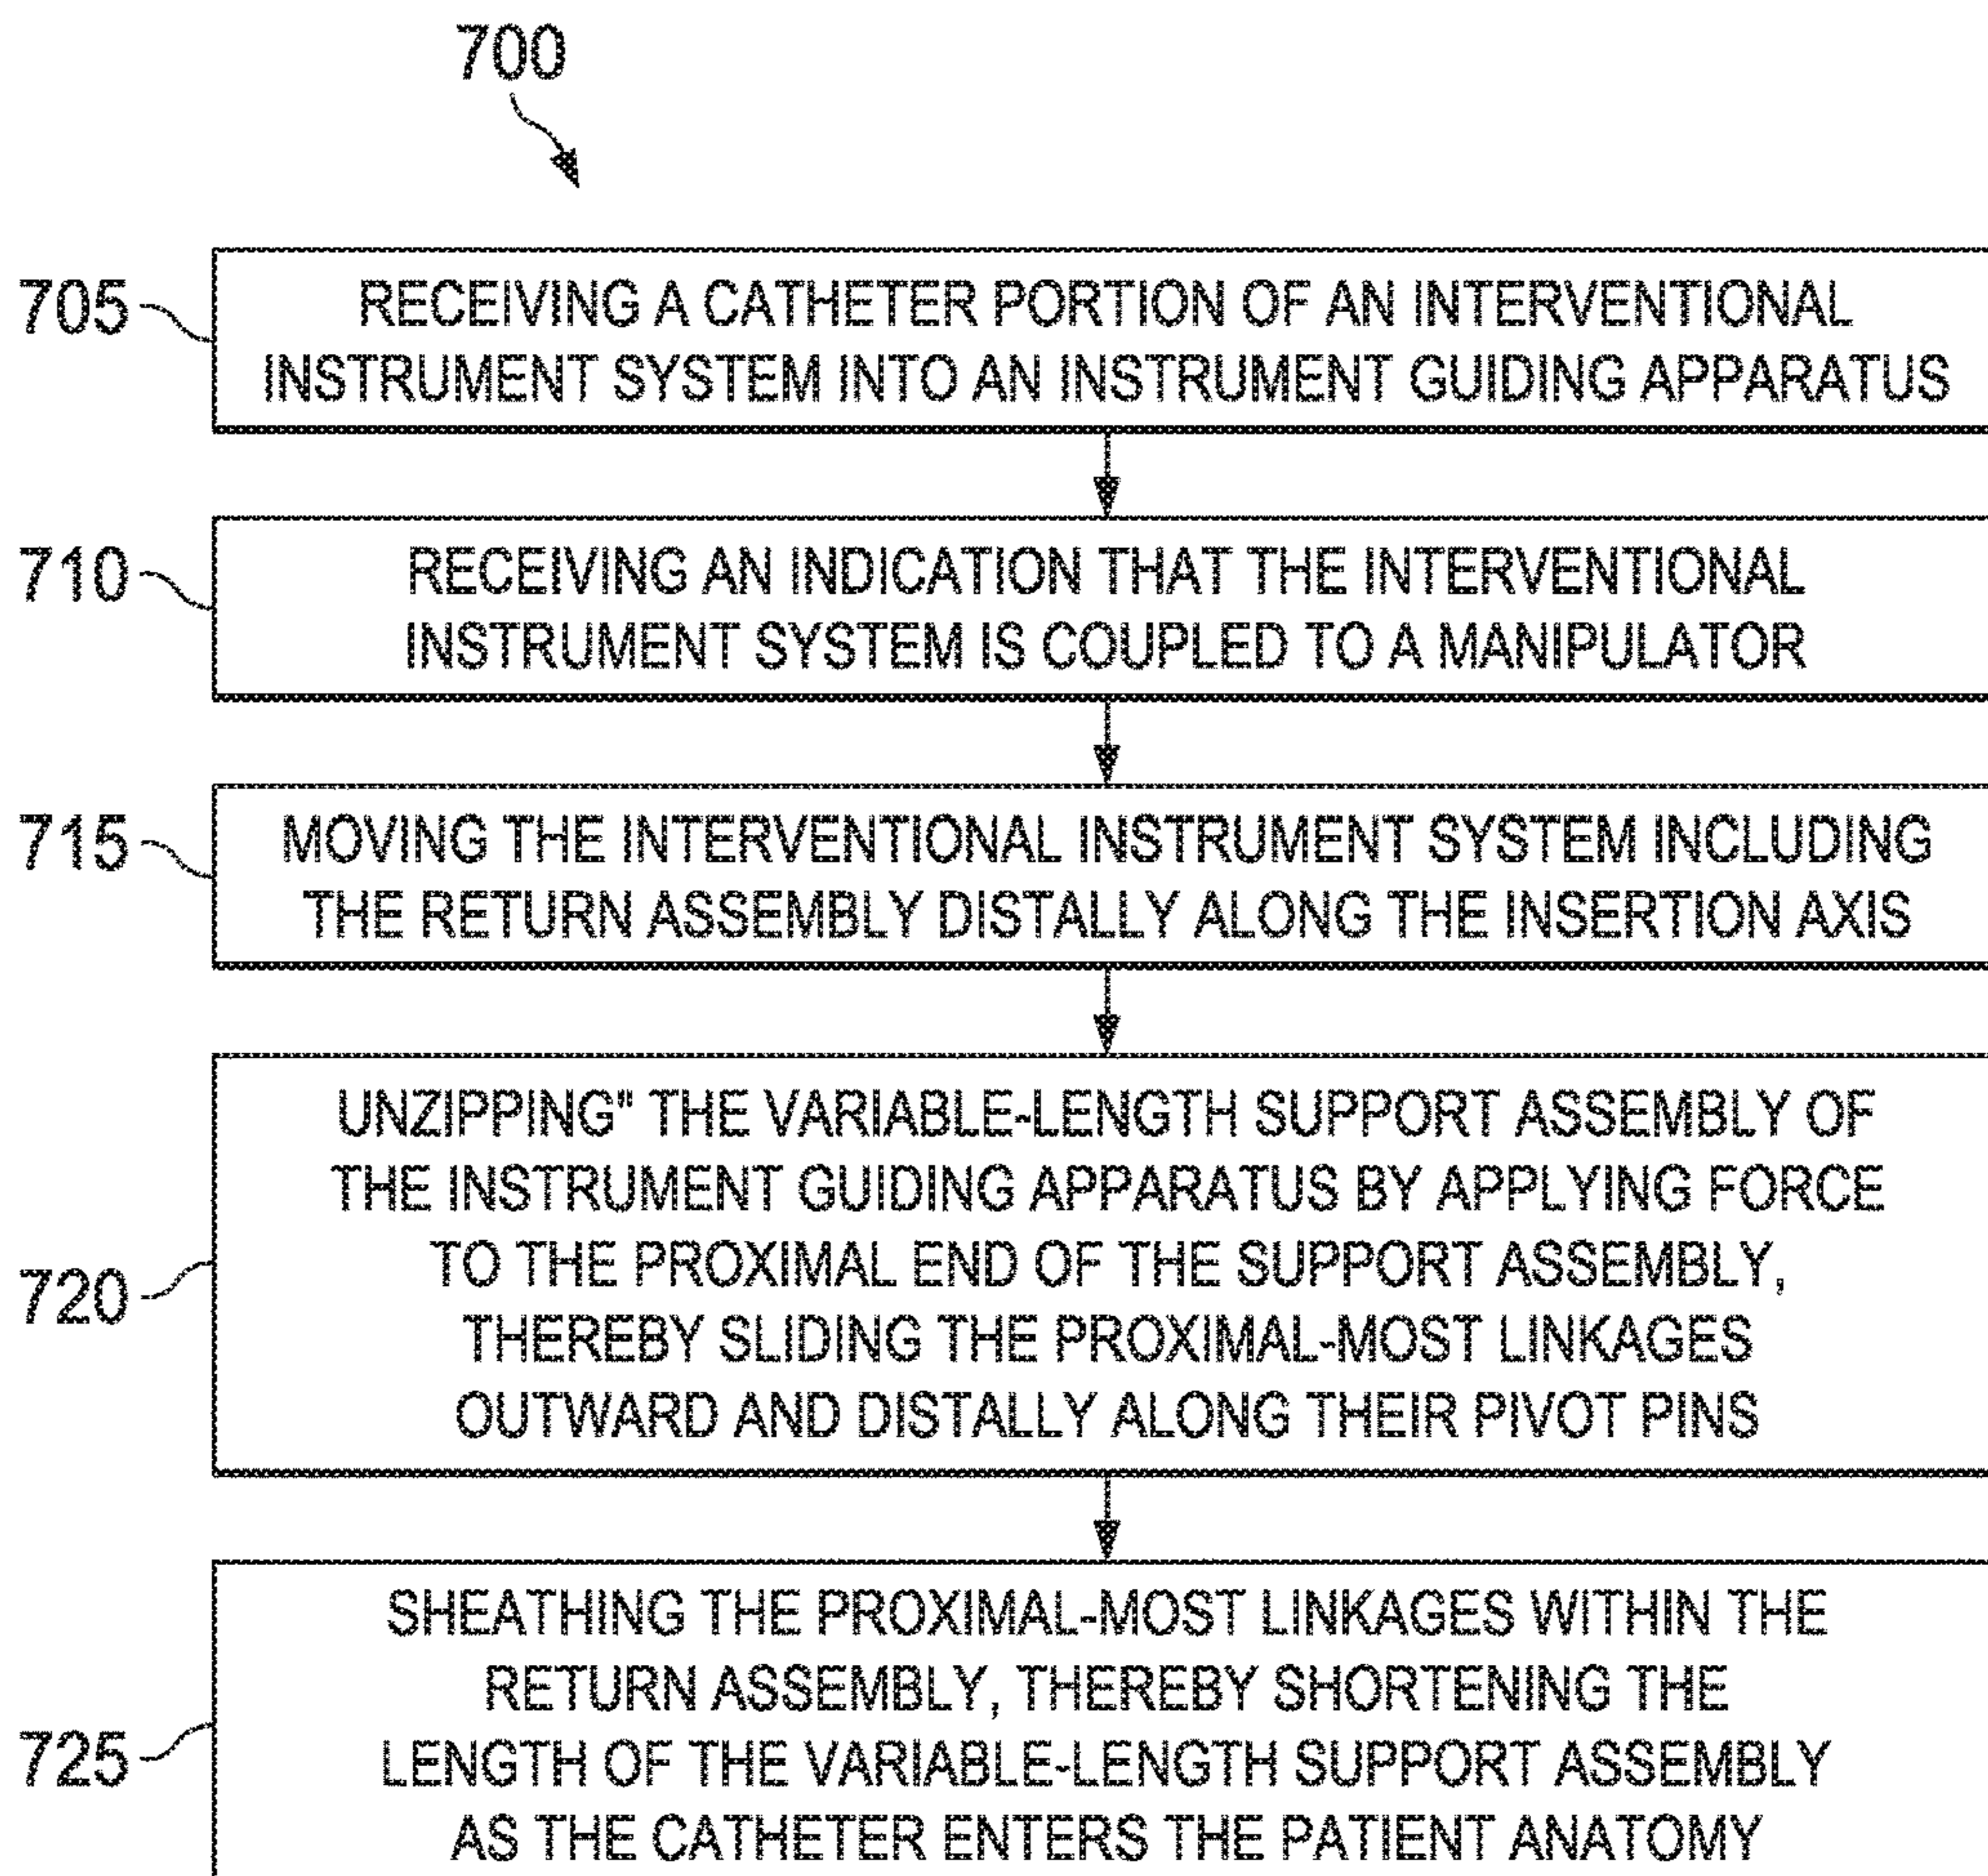 700
705
RECEIVING A CATHETER PORTION OF AN INTERVENTIONAL
INSTRUMENT SYSTEM INTO AN INSTRUMENT GUIDING APPARATUS
710
RECEIVING AN INDICATION THAT THE INTERVENTIONAL
INSTRUMENT SYSTEM IS COUPLED TO A MANIPULATOR
715
MOVING THE INTERVENTIONAL INSTRUMENT SYSTEM INCLUDING
THE RETURN ASSEMBLY DISTALLY ALONG THE INSERTION AXIS
720
UNZIPPING" THE VARIABLE-LENGTH SUPPORT ASSEMBLY OF
THE INSTRUMENT GUIDING APPARATUS BY APPLYING FORCE
TO THE PROXIMAL END OF THE SUPPORT ASSEMBLY,
THEREBY SLIDING THE PROXIMAL-MOST LINKAGES
OUTWARD AND DISTALLY ALONG THEIR PIVOT PINS
725
SHEATHING THE PROXIMAL-MOST LINKAGES WITHIN THE
RETURN ASSEMBLY, THEREBY SHORTENING THE
LENGTH OF THE VARIABLE-LENGTH SUPPORT ASSEMBLY
AS THE CATHETER ENTERS THE PATIENT ANATOMY